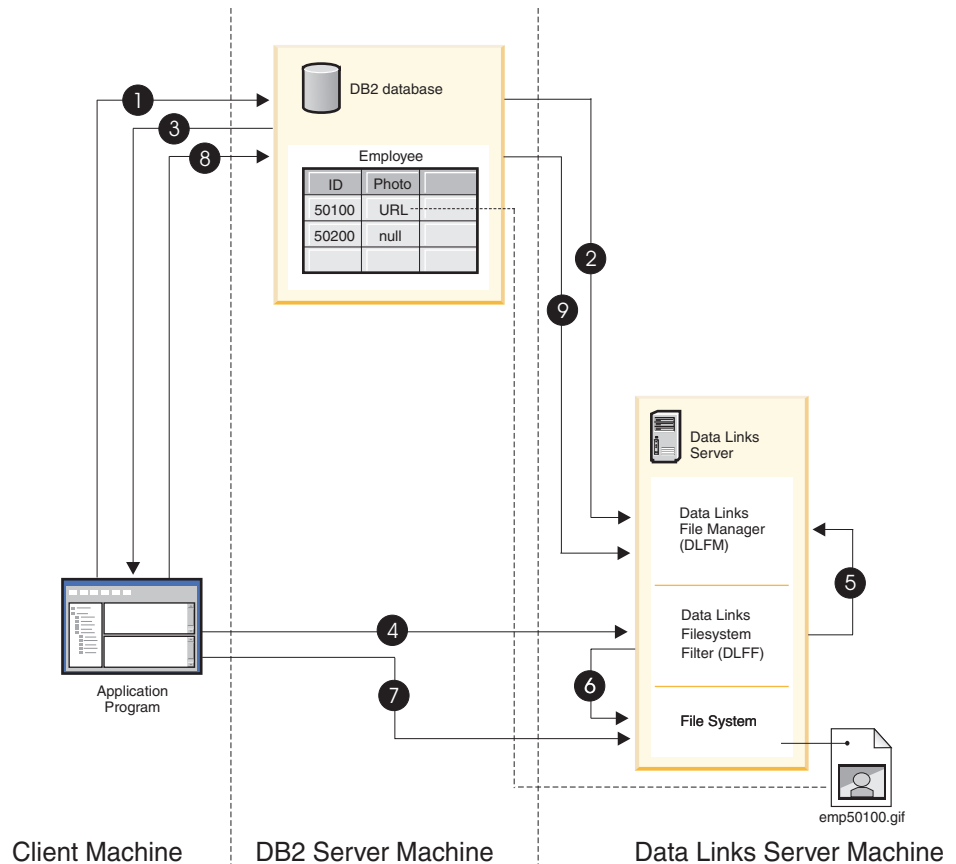 DB2 database
1
3
8
Employee
ID Photo
50100 URL
50200 null
2
9
Data Links
Server
Data Links
File Manager
(DLFM)
5
Data Links
Filesystem
Filter (DLFF)
4
6
7
File System
Application
Program
emp50100.gif
Client Machine
DB2 Server Machine
Data Links Server Machine